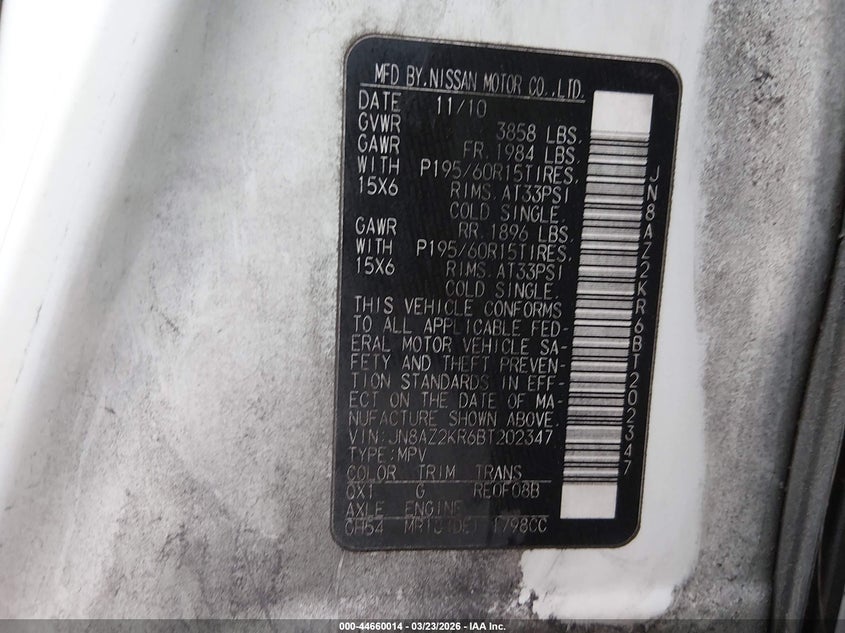 MFD BY.NISSAN MOTOR CO.,LTD.
DATE 11/10
GVWR 3858 LBS.
GAWR FR.1984 LBS.
WITH P195/60R15TIRES,
15X6 RIMS.AT33PSI
COLD SINGLE.
GAWR RR.1896 LBS.
WITH P195/60R15TIRES,
15X6 RIMS.AT33PSI
COLD SINGLE.
THIS VEHICLE CONFORMS
TO ALL APPLICABLE FED-
ERAL MOTOR VEHICLE SA-
FETY AND THEFT PREVEN-
TION STANDARDS IN EFF-
ECT ON THE DATE OF MA-
NUFACTURE SHOWN ABOVE.
VIN:JN8AZ2KR6BT202347
TYPE:MPV
COLOR TRIM TRANS
QX1 G RE0F08B
AXLE ENGINE
GH54 1798CC
JN8AZ2KR6BT202347
000-44660014 - 03/23/2026 - IAA Inc.